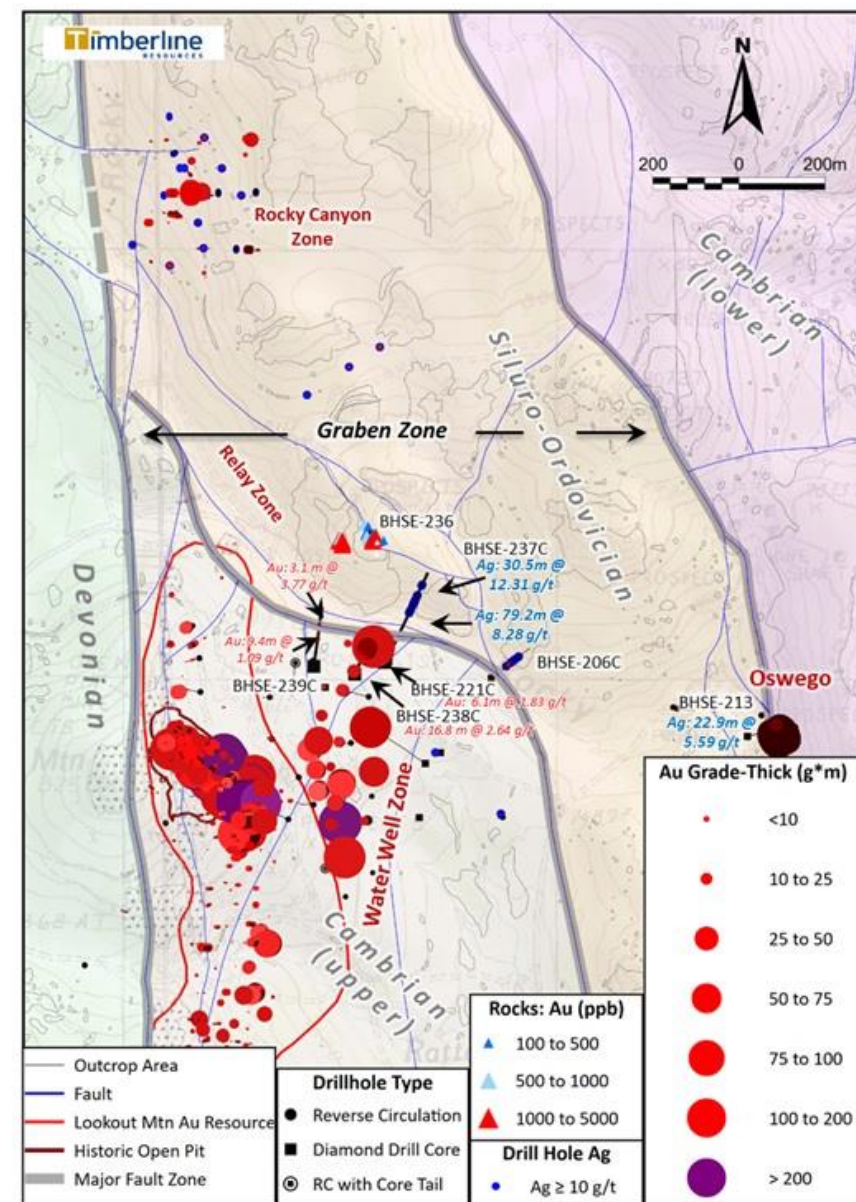 Timberline
RESOURCES
N
200 0 200m
Rocky Canyon
Zone
Cambrian
(lower)
Siluro-Ordovician
Graben Zone
Relay Zone
BHSE-236
BHSE-237C
Ag: 30.5m @
12.31 g/t
Au: 3.1 m @
3.77 g/t
Ag: 79.2m @
8.28 g/t
Devonian
Au: 9.4m @
1.09 g/t
BHSE-206C
BHSE-239C
BHSE-221C
Au: 6.1m @ 1.83 g/t
BHSE-238C
Au: 16.8 m @ 2.64 g/t
Oswego
BHSE-213
Ag: 22.9m @
5.59 g/t
Water Well Zone
Cambrian
(upper)
Au Grade-Thick (g*m)
<10
10 to 25
25 to 50
50 to 75
75 to 100
100 to 200
> 200
Rocks: Au (ppb)
100 to 500
500 to 1000
1000 to 5000
Drill Hole Ag
Ag ≥ 10 g/t
Drillhole Type
Reverse Circulation
Diamond Drill Core
RC with Core Tail
Outcrop Area
Fault
Lookout Mtn Au Resource
Historic Open Pit
Major Fault Zone
PROSPECTS
Rocky
Mtn